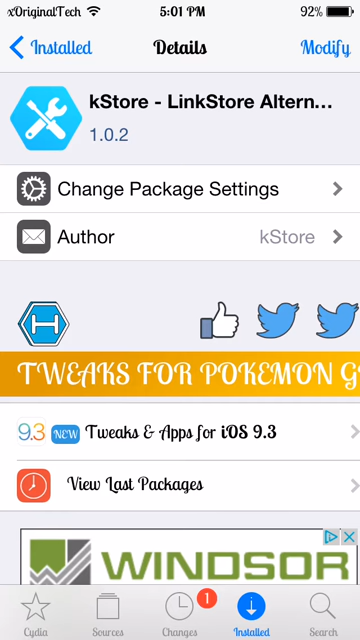 xOriginalTech 5:01 PM 92%
Installed Details Modify
kStore - LinkStore Altern...
1.0.2
Change Package Settings
Author kStore
H
TWEAKS FOR POKEMON G
9.3 NEW Tweaks & Apps for iOS 9.3
View Last Packages
WINDSOR
1
Cydia Sources Changes Installed Search